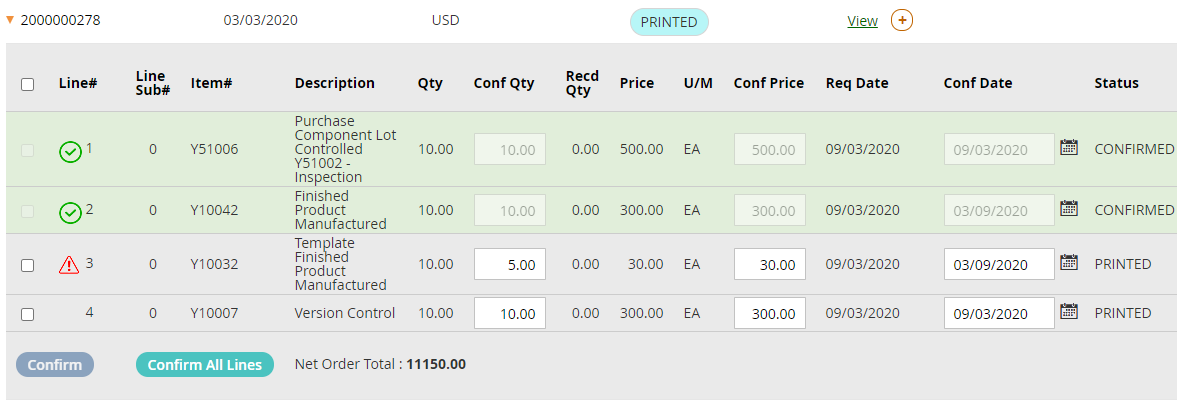 2000000278 03/03/2020 USD PRINTED View +
Line# Line Sub# Item# Description Qty Conf Qty Recd Qty Price U/M Conf Price Req Date Conf Date Status
1 0 Y51006 Purchase Component Lot Controlled Y51002 - Inspection 10.00 10.00 0.00 500.00 EA 500.00 09/03/2020 09/03/2020 CONFIRMED
2 0 Y10042 Finished Product Manufactured 10.00 10.00 0.00 300.00 EA 300.00 09/03/2020 03/09/2020 CONFIRMED
3 0 Y10032 Template Finished Product Manufactured 10.00 5.00 0.00 30.00 EA 30.00 09/03/2020 03/09/2020 PRINTED
4 0 Y10007 Version Control 10.00 10.00 0.00 300.00 EA 300.00 09/03/2020 09/03/2020 PRINTED
Confirm Confirm All Lines Net Order Total : 11150.00